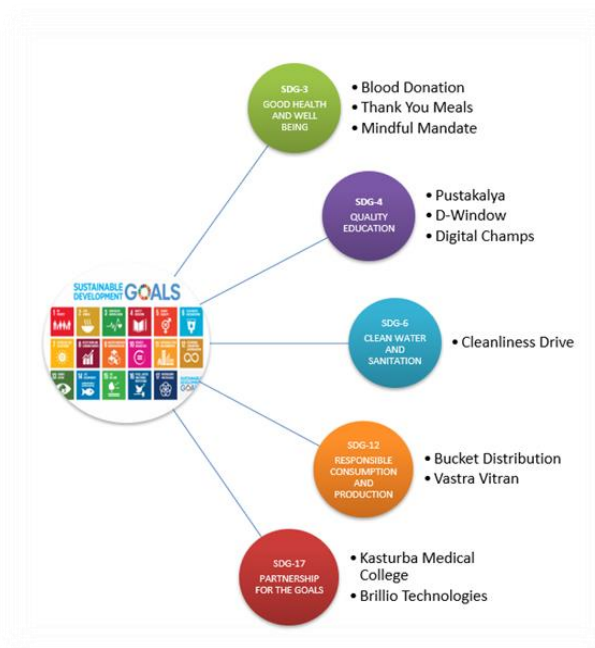 SDG-3
GOOD HEALTH
AND WELL
BEING
• Blood Donation
• Thank You Meals
• Mindful Mandate
SDG-4
QUALITY
EDUCATION
• Pustakalya
• D-Window
• Digital Champs
SUSTAINABLE
DEVELOPMENT GOALS
SDG-6
CLEAN WATER
AND
SANITATION
• Cleanliness Drive
SDG-12
RESPONSIBLE
CONSUMPTION
AND
PRODUCTION
• Bucket Distribution
• Vastra Vitran
SDG-17
PARTNERSHIP
FOR THE GOALS
• Kasturba Medical
College
• Brillio Technologies